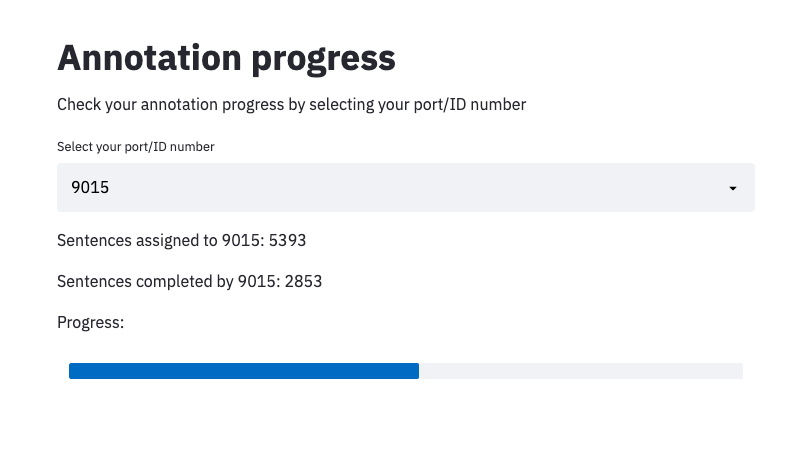 Annotation progress
Check your annotation progress by selecting your port/ID number
Select your port/ID number
9015
Sentences assigned to 9015: 5393
Sentences completed by 9015: 2853
Progress: